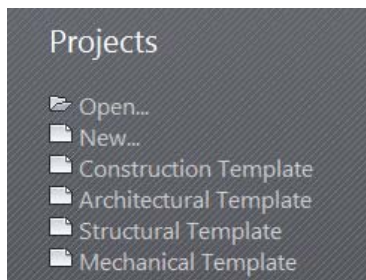 Projects
Open...
New...
Construction Template
Architectural Template
Structural Template
Mechanical Template